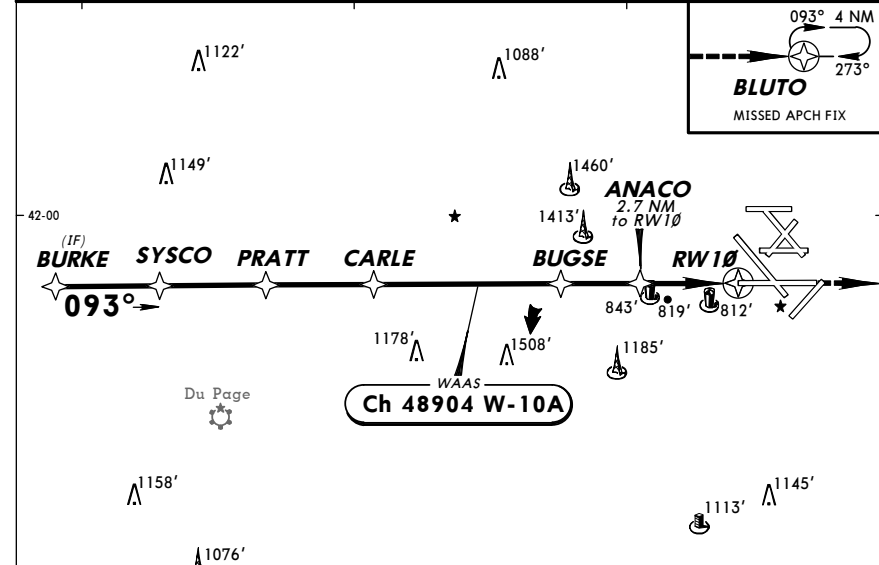 093° 4 NM
273°
BLUTO
MISSED APCH FIX
1122'
1088'
1149'
1460'
ANACO
2.7 NM
to RW1Ø
1413'
42-00
(IF)
BURKE
SYSCO
PRATT
CARLE
BUGSE
RW1Ø
093°
843'
819'
812'
1178'
1508'
1185'
WAAS
Ch 48904 W-10A
Du Page
1158'
1145'
1113'
1076'